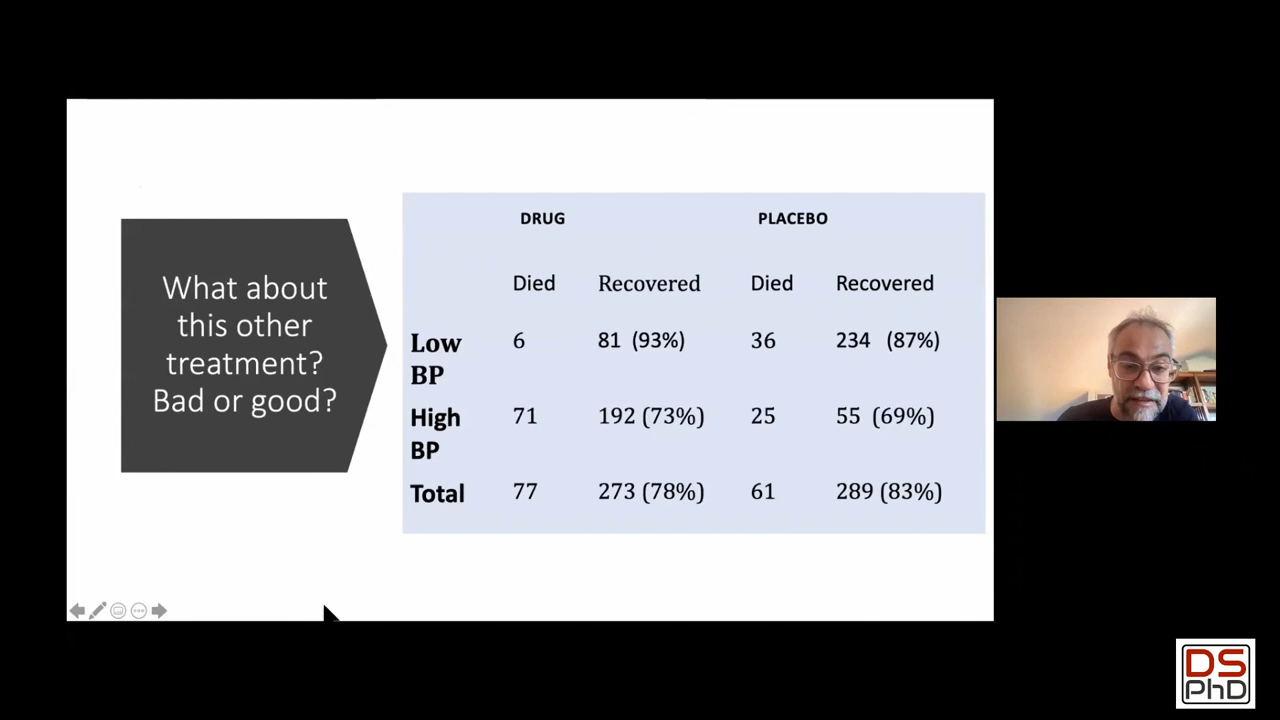 What about
this other
treatment?
Bad or good?
DRUG PLACEBO
Died Recovered Died Recovered
Low BP 6 81 (93%) 36 234 (87%)
High BP 71 192 (73%) 25 55 (69%)
Total 77 273 (78%) 61 289 (83%)
DS
PhD